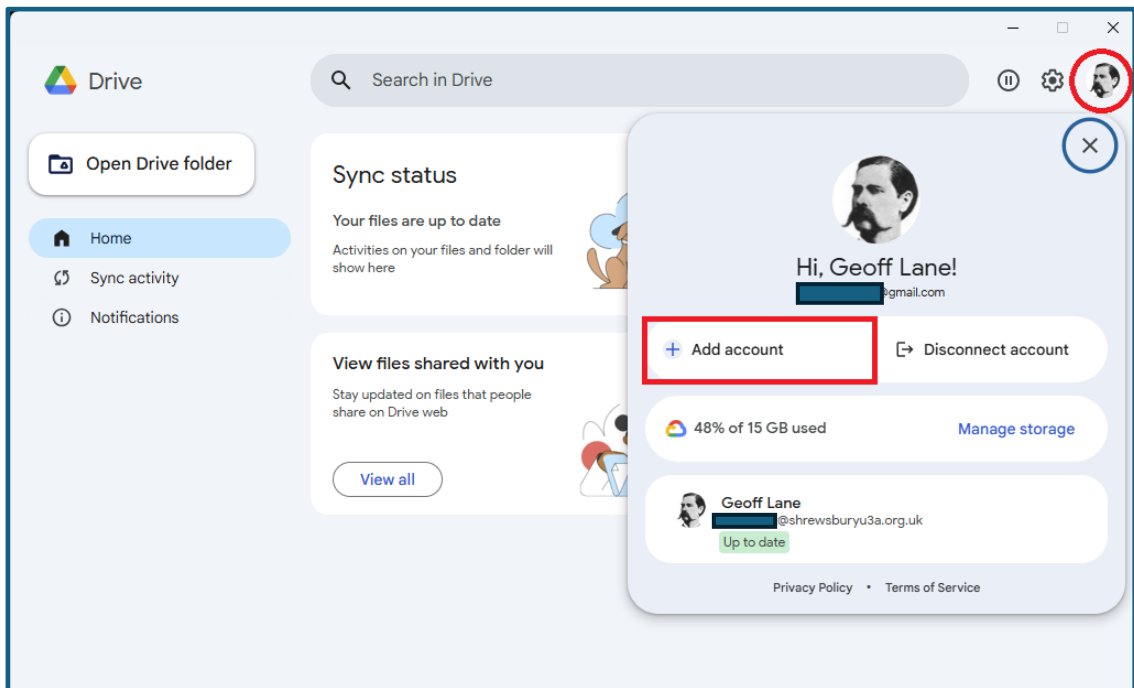 Drive
Search in Drive
Open Drive folder
Home
Sync activity
Notifications
Sync status
Your files are up to date
Activities on your files and folder will
show here
View files shared with you
Stay updated on files that people
share on Drive web
View all
Hi, Geoff Lane!
@gmail.com
Add account
Disconnect account
48% of 15 GB used
Manage storage
Geoff Lane
@shrewsburyu3a.org.uk
Up to date
Privacy Policy • Terms of Service